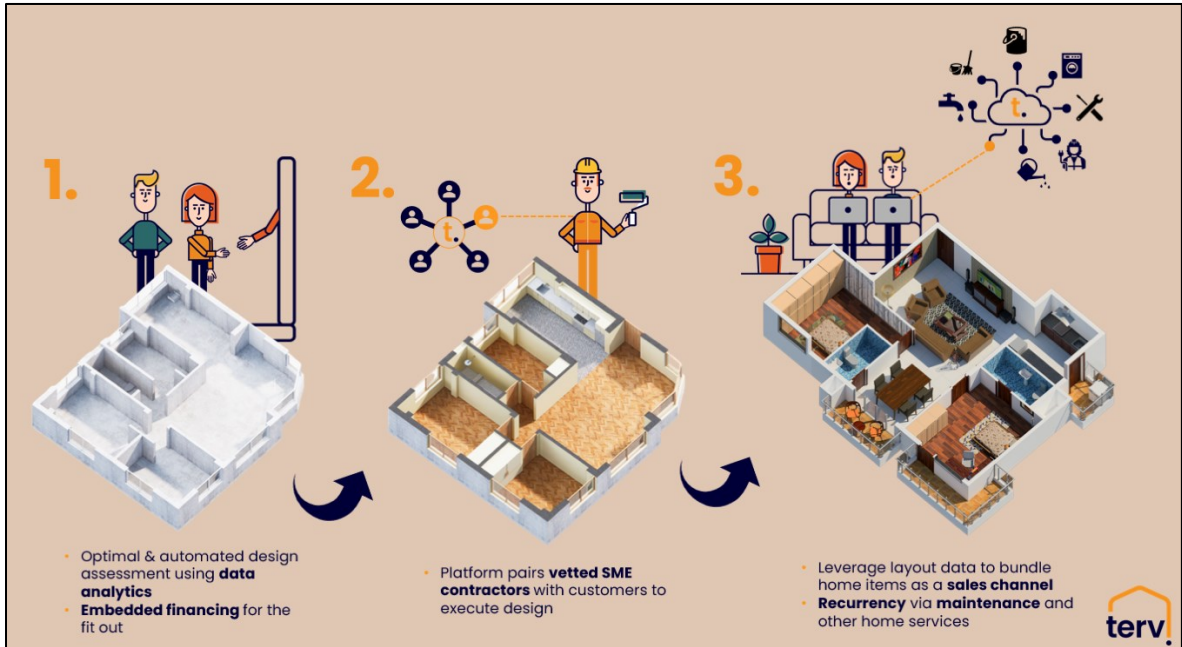 t.
1.
2.
3.
t.
• Optimal & automated design
assessment using data
analytics
• Embedded financing for the
fit out
• Platform pairs vetted SME
contractors with customers to
execute design
• Leverage layout data to bundle
home items as a sales channel
• Recurrency via maintenance and
other home services
terv.